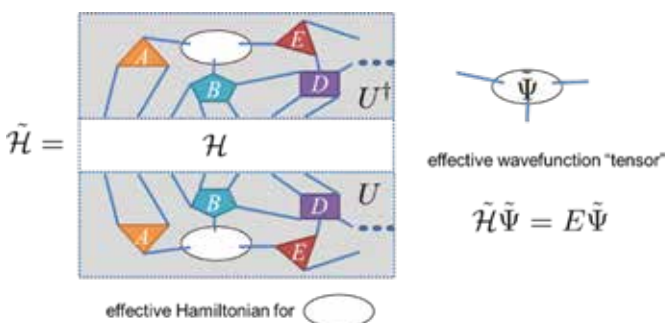 A E
B D
U†
H̃ = H
Ψ̃
effective wavefunction "tensor"
B D U
A E
H̃Ψ̃ = EΨ̃
effective Hamiltonian for